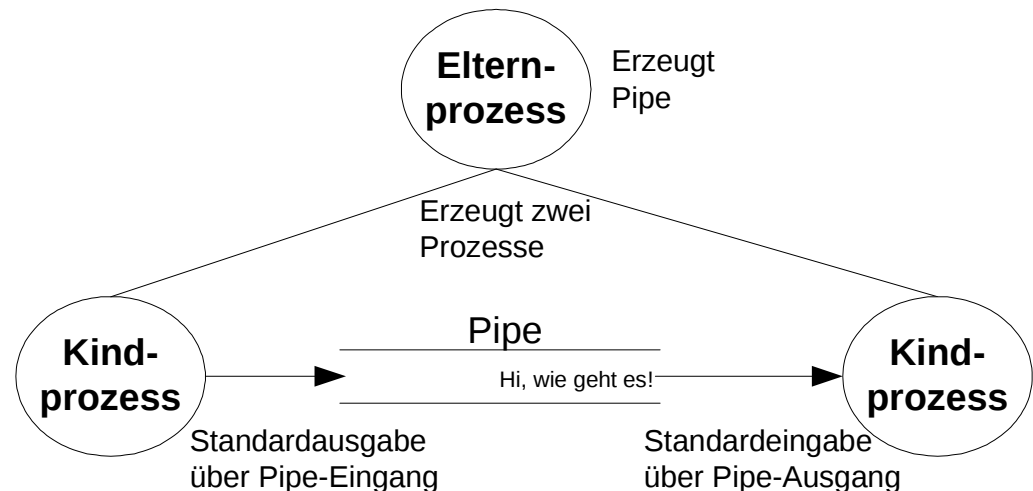 Eltern-
prozess
Erzeugt
Pipe
Erzeugt zwei
Prozesse
Kind-
prozess
Pipe
Hi, wie geht es!
Kind-
prozess
Standardausgabe
über Pipe-Eingang
Standardeingabe
über Pipe-Ausgang